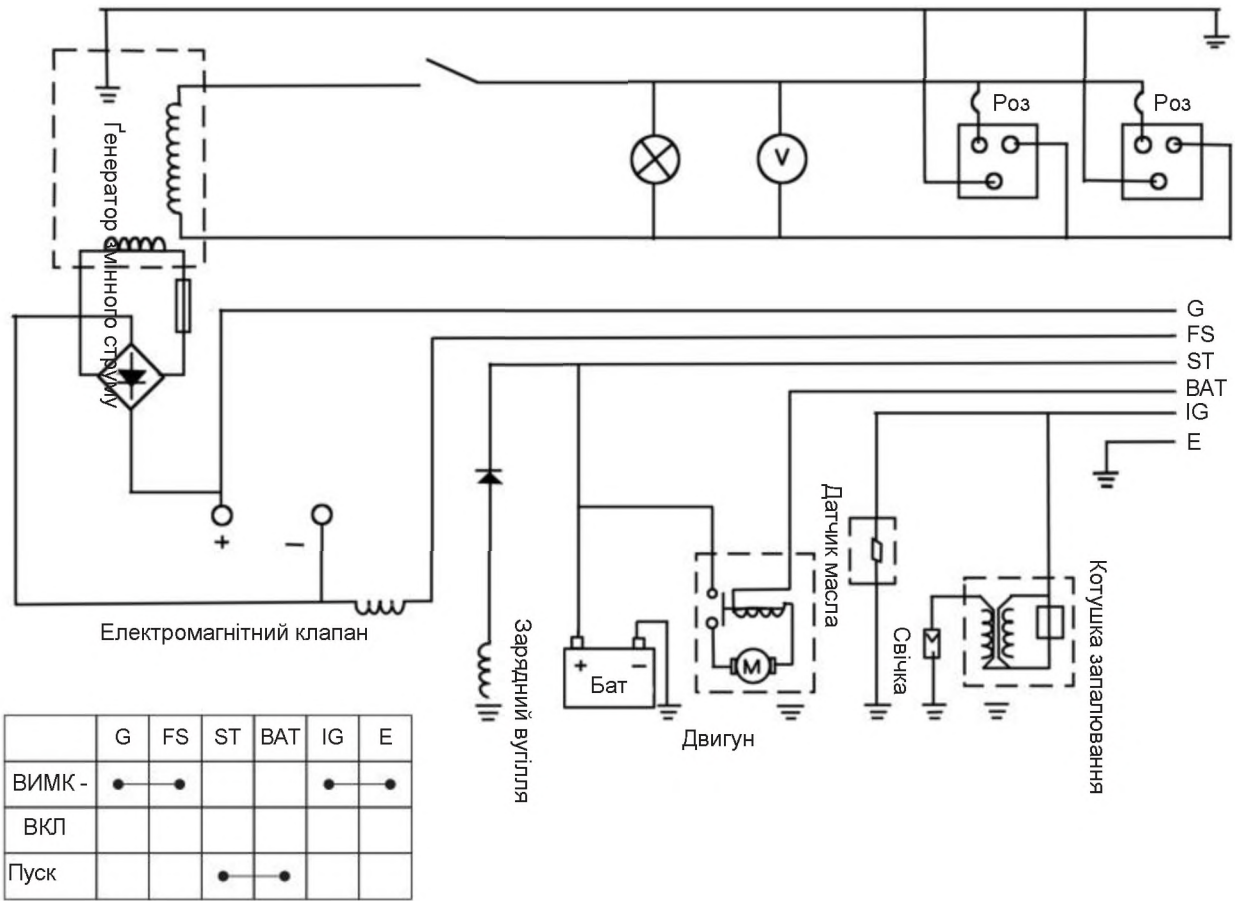 Роз
Роз
Ґенератор змінного струму
V
G
FS
ST
BAT
IG
E
+
−
Електромагнітний клапан
Зарядний вугілля
+ −
Бат
M
Двигун
Датчик масла
Свічка
Котушка запалювання
G FS ST BAT IG E
ВИМК -
ВКЛ
Пуск